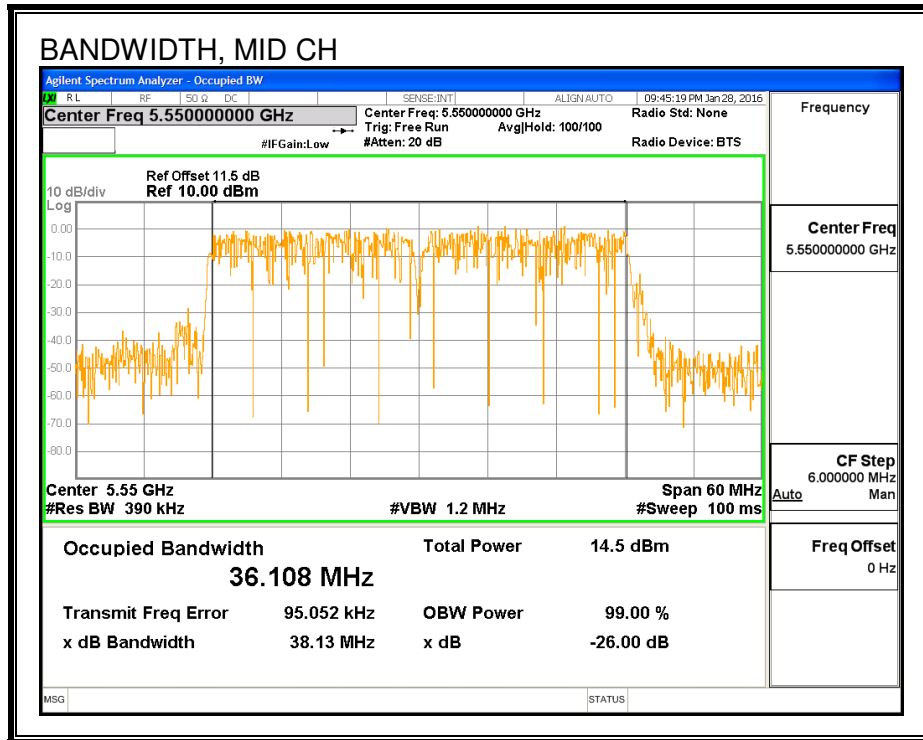 BANDWIDTH, MID CH
Agilent Spectrum Analyzer - Occupied BW
LXI RL RF 50 Ω DC SENSE:INT ALIGN AUTO 09:45:19 PM Jan 28, 2016
Center Freq 5.550000000 GHz
Center Freq: 5.550000000 GHz
Radio Std: None
Trig: Free Run Avg|Hold: 100/100
#IFGain:Low
#Atten: 20 dB
Radio Device: BTS
Ref Offset 11.5 dB
10 dB/div Ref 10.00 dBm
Log
0.00
-10.0
-20.0
-30.0
-40.0
-50.0
-60.0
-70.0
-80.0
Center 5.55 GHz Span 60 MHz
#Res BW 390 kHz #VBW 1.2 MHz #Sweep 100 ms
Occupied Bandwidth Total Power 14.5 dBm
36.108 MHz
Transmit Freq Error 95.052 kHz OBW Power 99.00 %
x dB Bandwidth 38.13 MHz x dB -26.00 dB
MSG STATUS
Frequency
Center Freq
5.550000000 GHz
CF Step
6.000000 MHz
Auto Man
Freq Offset
0 Hz